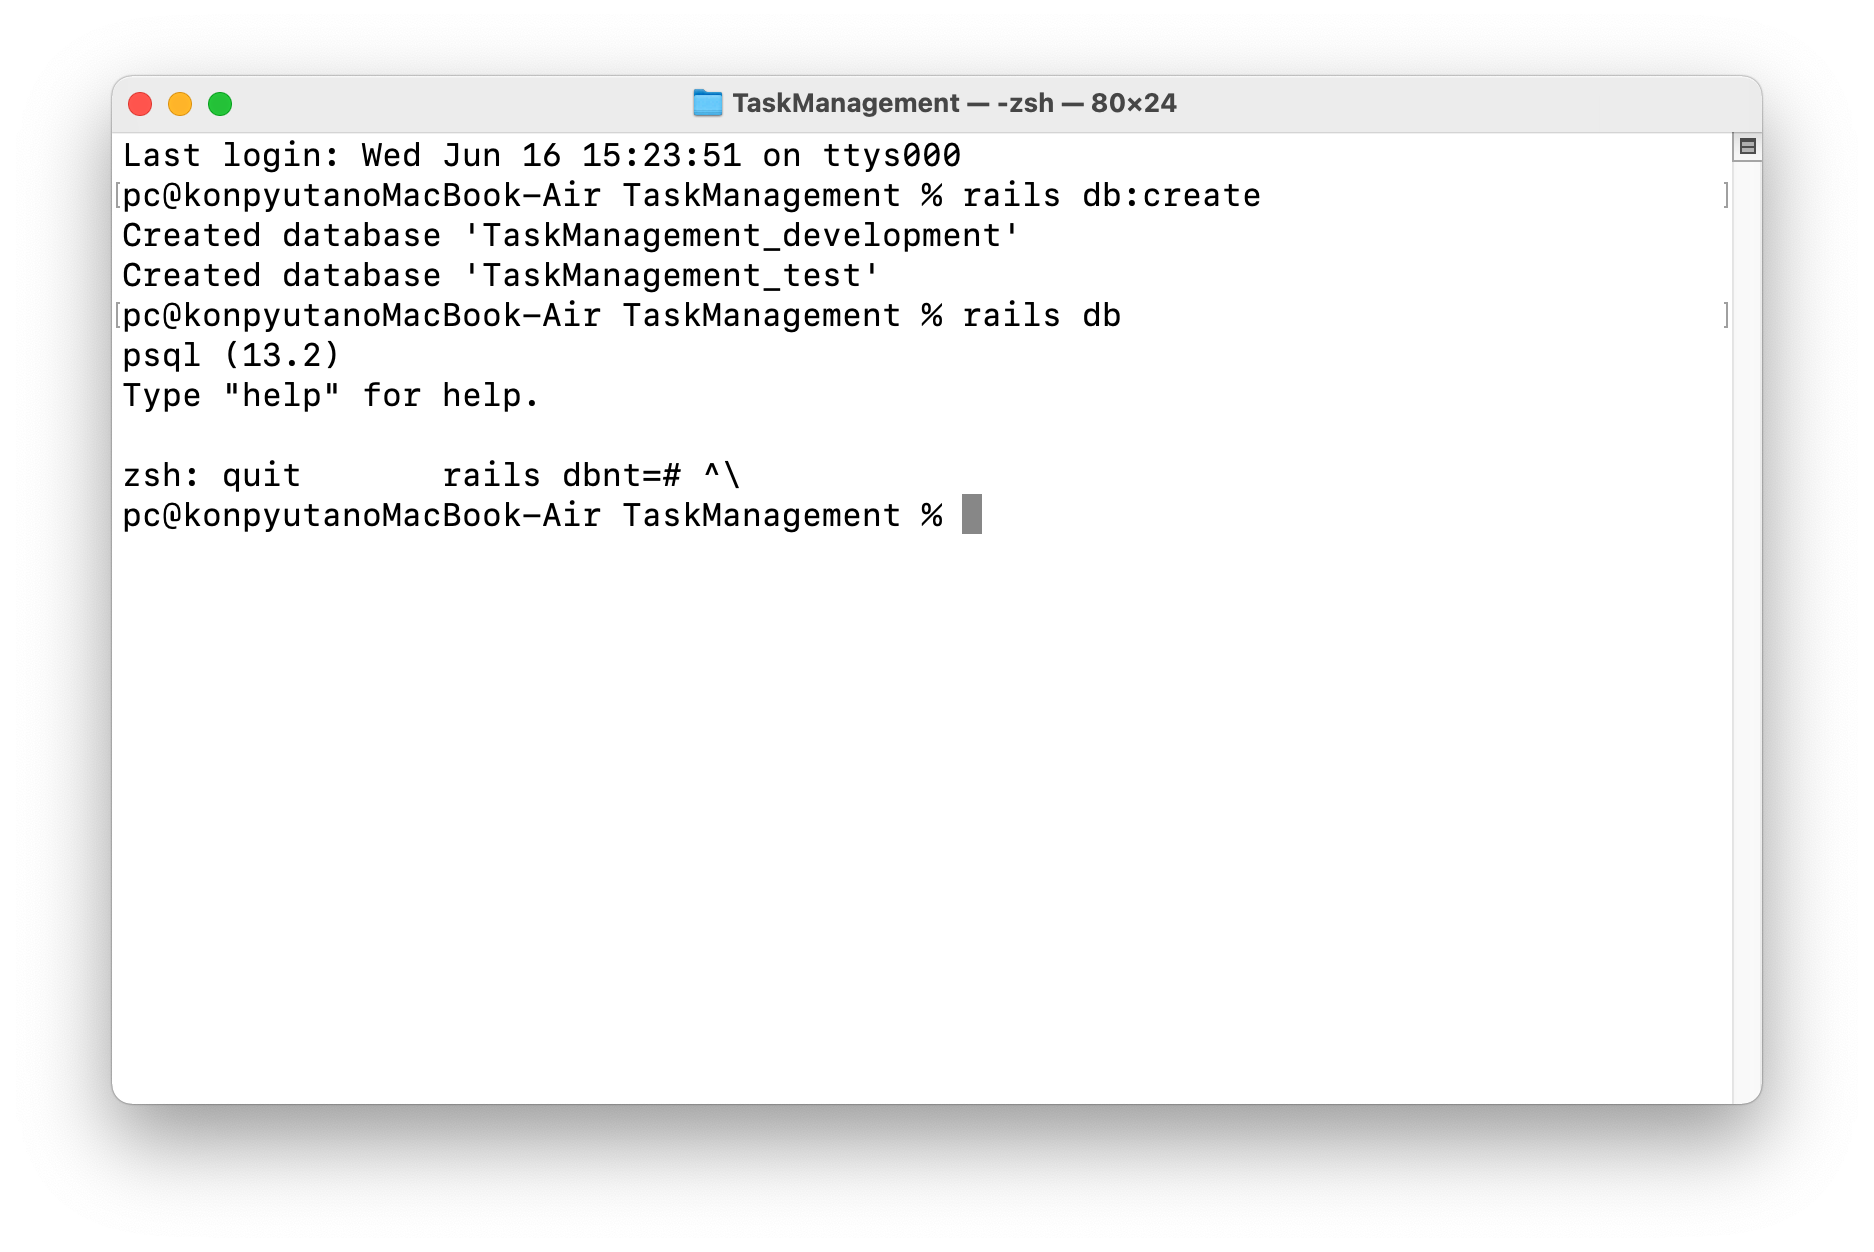 TaskManagement — -zsh — 80×24
Last login: Wed Jun 16 15:23:51 on ttys000
pc@konpyutanoMacBook-Air TaskManagement % rails db:create
Created database 'TaskManagement_development'
Created database 'TaskManagement_test'
pc@konpyutanoMacBook-Air TaskManagement % rails db
psql (13.2)
Type "help" for help.
zsh: quit       rails dbnt=# ^\
pc@konpyutanoMacBook-Air TaskManagement %